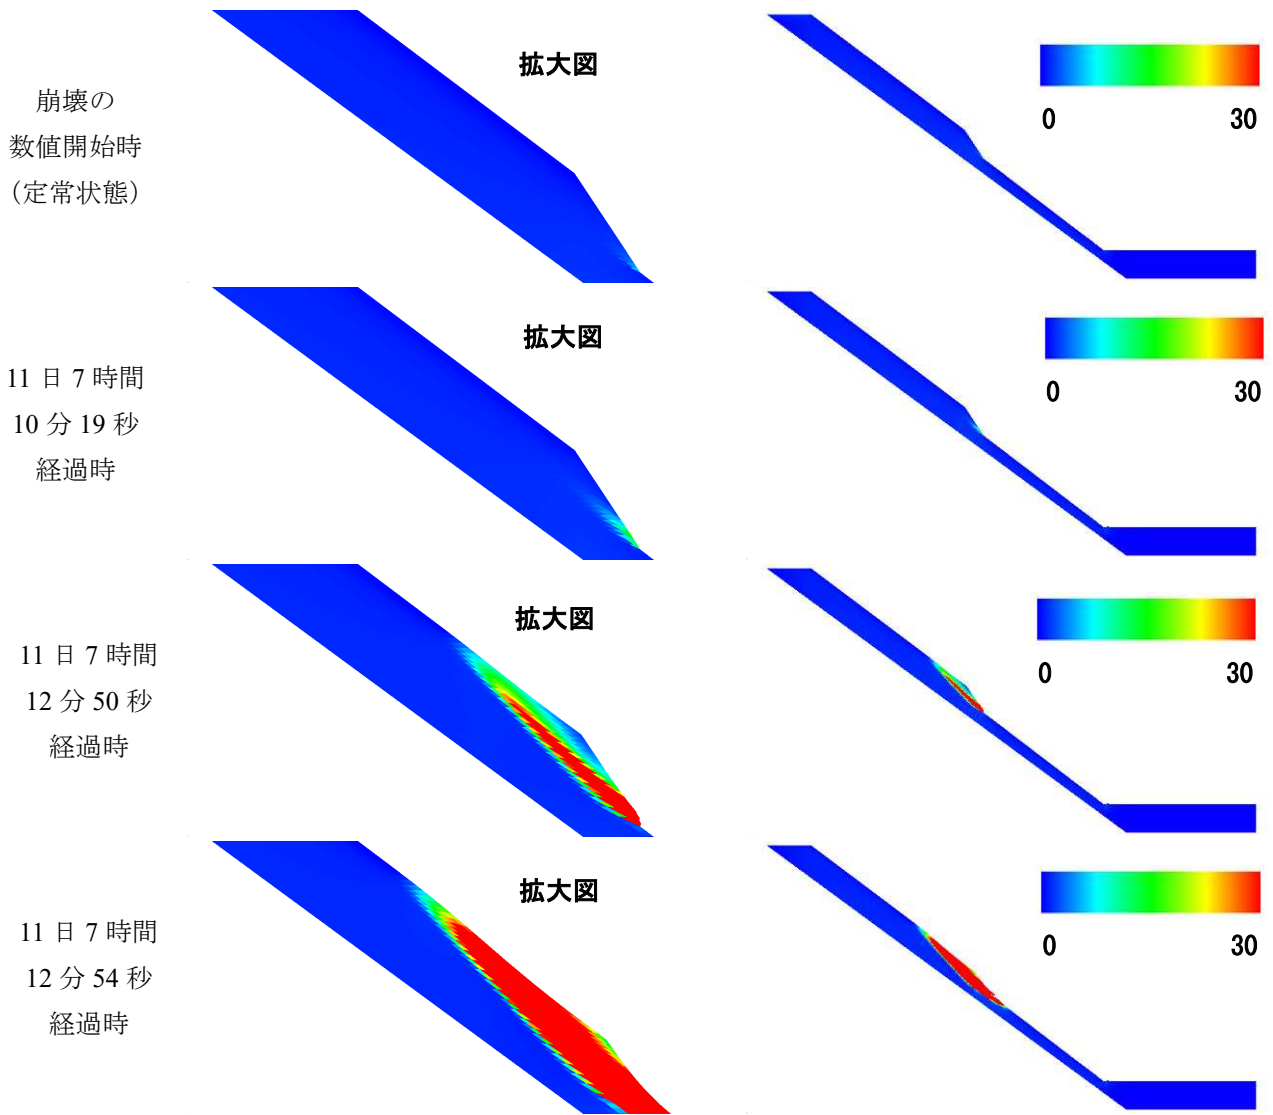 崩壊の
数値開始時
（定常状態）
拡大図
0 30
11 日 7 時間
10 分 19 秒
経過時
拡大図
0 30
11 日 7 時間
12 分 50 秒
経過時
拡大図
0 30
11 日 7 時間
12 分 54 秒
経過時
拡大図
0 30